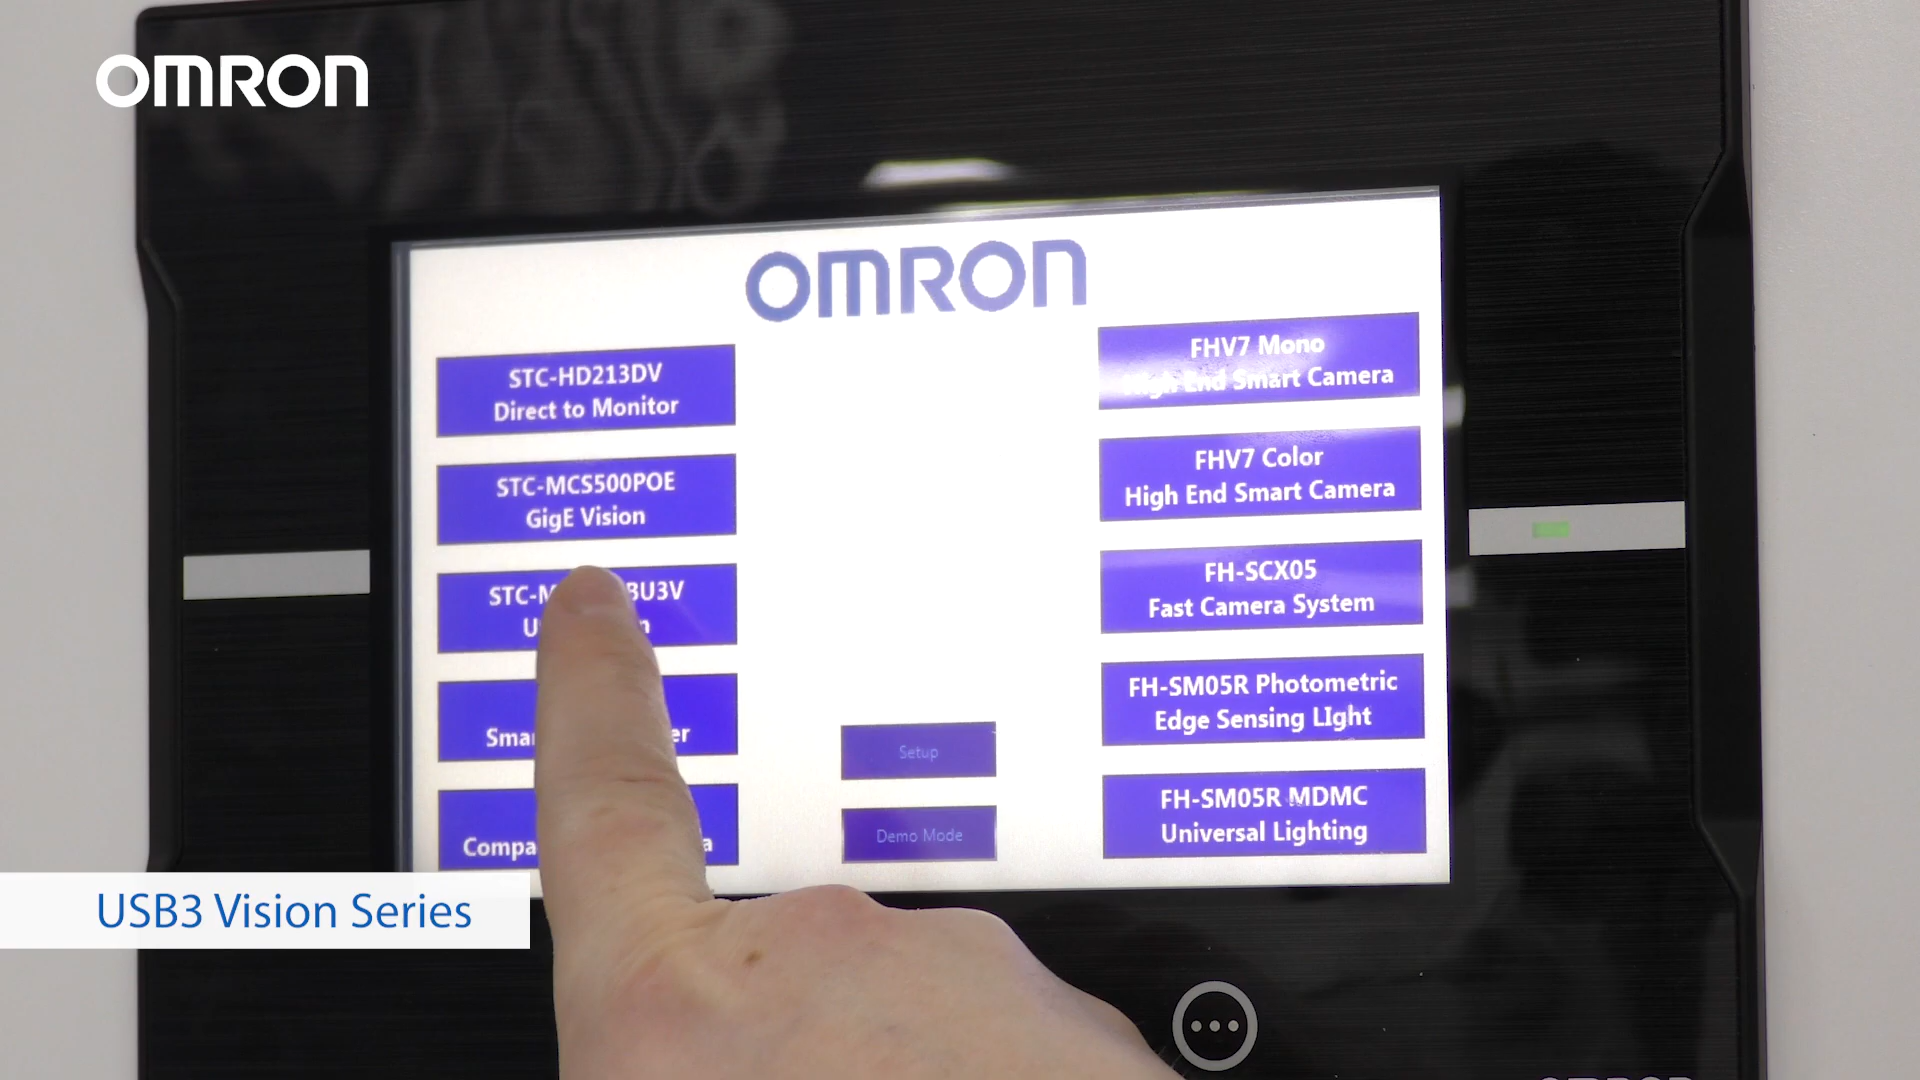 OMRON
OMRON
STC-HD213DV
Direct to Monitor
STC-MCS500POE
GigE Vision
FHV7 Mono
High End Smart Camera
FHV7 Color
High End Smart Camera
FH-SCX05
Fast Camera System
FH-SM05R Photometric
Edge Sensing LIght
FH-SM05R MDMC
Universal Lighting
Setup
Demo Mode
USB3 Vision Series